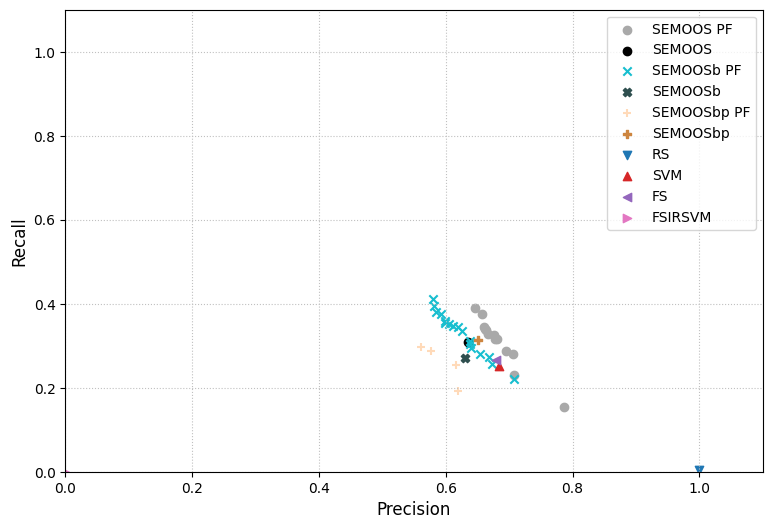 1.0
0.8
0.6
0.4
0.2
0.0
Recall
0.0 0.2 0.4 0.6 0.8 1.0
Precision
SEMOOS PF
SEMOOS
SEMOOSb PF
SEMOOSb
SEMOOSbp PF
SEMOOSbp
RS
SVM
FS
FSIRSVM